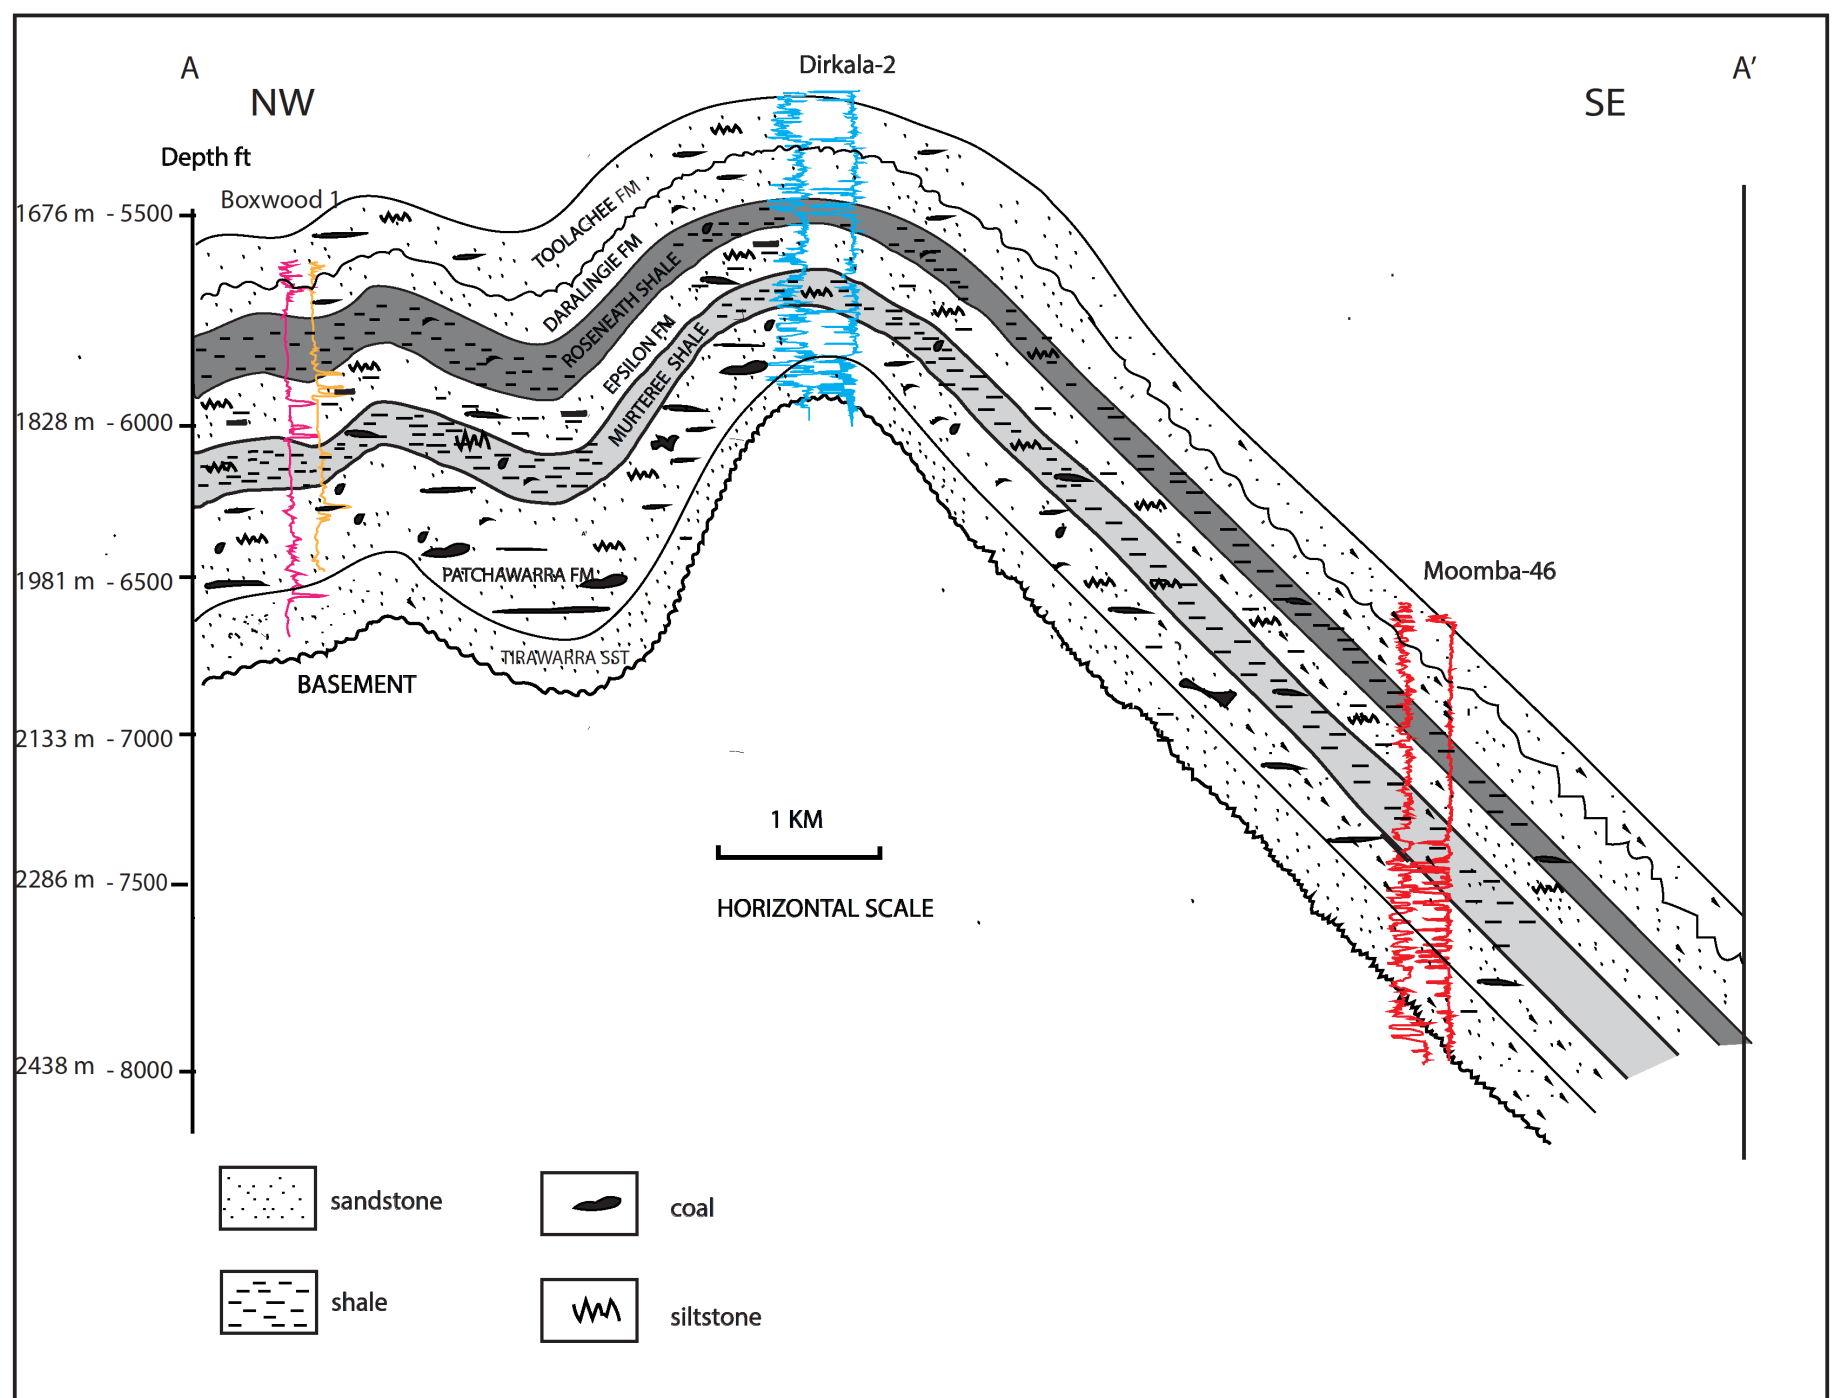 A
Dirkala-2
A'
NW
SE
Depth ft
Boxwood 1
1676 m - 5500
TOOLACHEE FM
DARALINGIE FM
ROSENEATH SHALE
EPSILON FM
MURTEREE SHALE
1828 m - 6000
1981 m - 6500
PATCHAWARRA FM
Moomba-46
TIRAWARRA SST
BASEMENT
2133 m - 7000
1 KM
2286 m - 7500
HORIZONTAL SCALE
2438 m - 8000
sandstone
coal
shale
siltstone